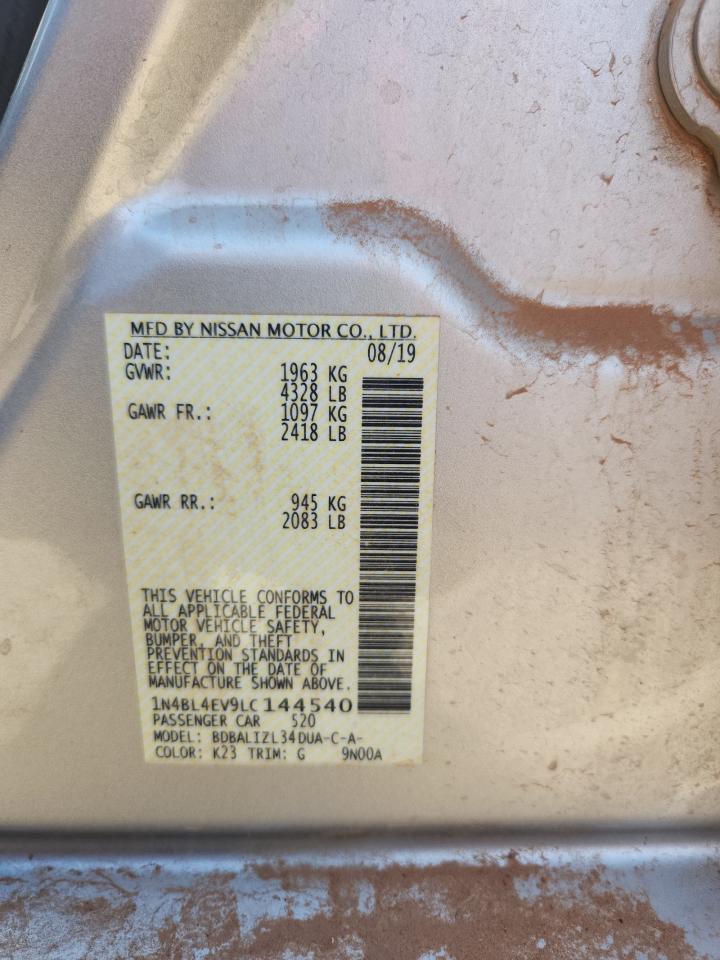 MFD BY NISSAN MOTOR CO., LTD.
DATE: 08/19
GVWR: 1963 KG
4328 LB
GAWR FR.: 1097 KG
2418 LB
GAWR RR.: 945 KG
2083 LB
THIS VEHICLE CONFORMS TO
ALL APPLICABLE FEDERAL
MOTOR VEHICLE SAFETY,
BUMPER, AND THEFT
PREVENTION STANDARDS IN
EFFECT ON THE DATE OF
MANUFACTURE SHOWN ABOVE.
1N4BL4EV9LC144540
PASSENGER CAR 520
MODEL: BDBALIZL34DUA-C-A-
COLOR: K23 TRIM: G 9N00A